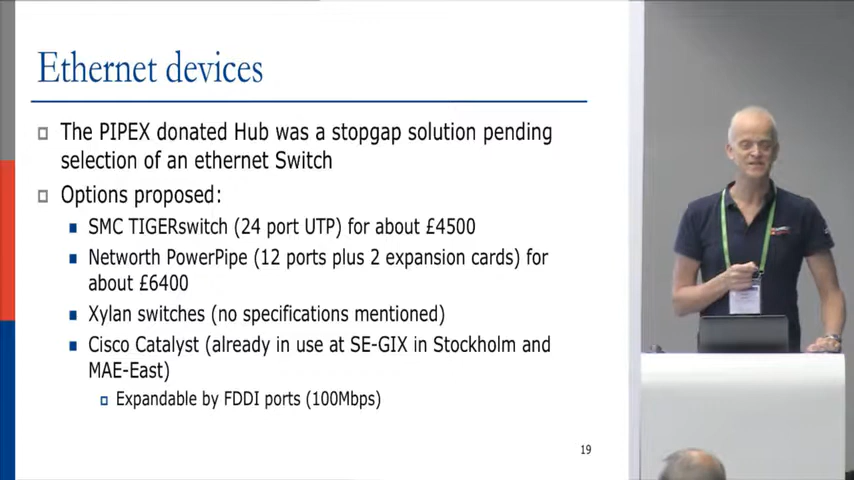 Ethernet devices
The PIPEX donated Hub was a stopgap solution pending
selection of an ethernet Switch
Options proposed:
SMC TIGERswitch (24 port UTP) for about £4500
Networth PowerPipe (12 ports plus 2 expansion cards) for
about £6400
Xylan switches (no specifications mentioned)
Cisco Catalyst (already in use at SE-GIX in Stockholm and
MAE-East)
Expandable by FDDI ports (100Mbps)
19